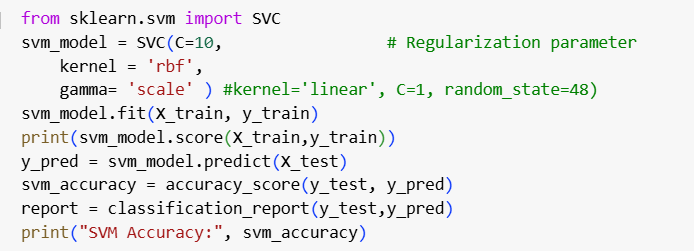 from sklearn.svm import SVC
svm_model = SVC(C=10,                 # Regularization parameter
    kernel = 'rbf',
    gamma= 'scale' ) #kernel='linear', C=1, random_state=48)
svm_model.fit(X_train, y_train)
print(svm_model.score(X_train,y_train))
y_pred = svm_model.predict(X_test)
svm_accuracy = accuracy_score(y_test, y_pred)
report = classification_report(y_test,y_pred)
print("SVM Accuracy:", svm_accuracy)